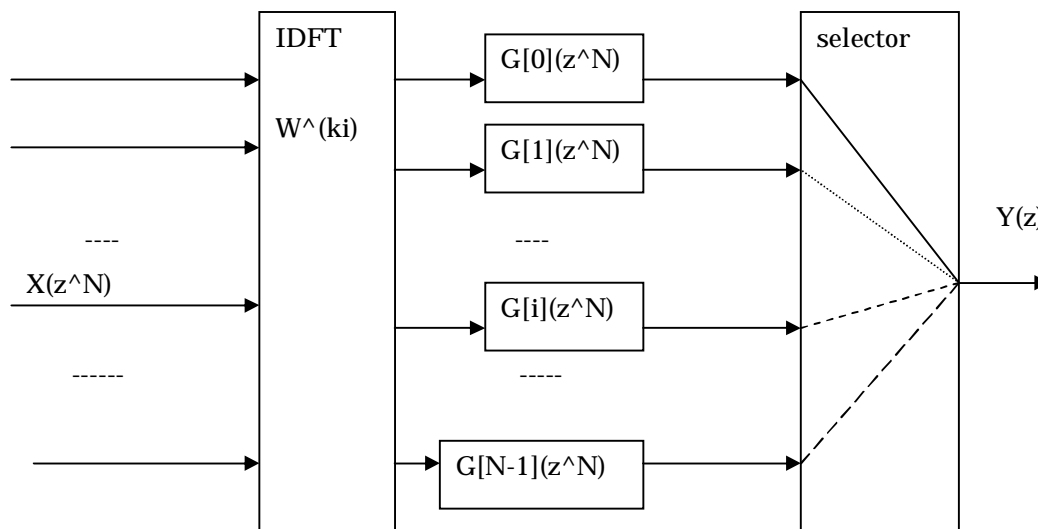 IDFT
W^(ki)
G[0](z^N)
G[1](z^N)
----
----
X(z^N)
G[i](z^N)
------
-----
G[N-1](z^N)
selector
Y(z)